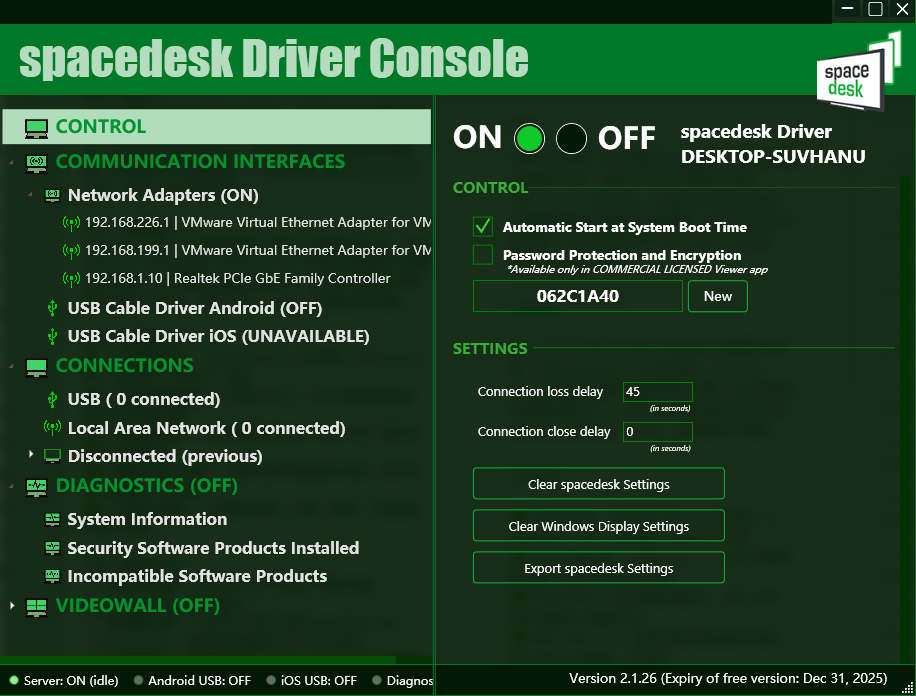 spacedesk Driver Console
space
desk
CONTROL
COMMUNICATION INTERFACES
Network Adapters (ON)
192.168.226.1 | VMware Virtual Ethernet Adapter for VM
192.168.199.1 | VMware Virtual Ethernet Adapter for VM
192.168.1.10 | Realtek PCIe GbE Family Controller
USB Cable Driver Android (OFF)
USB Cable Driver iOS (UNAVAILABLE)
CONNECTIONS
USB ( 0 connected)
Local Area Network ( 0 connected)
Disconnected (previous)
DIAGNOSTICS (OFF)
System Information
Security Software Products Installed
Incompatible Software Products
VIDEOWALL (OFF)
ON OFF
spacedesk Driver
DESKTOP-SUVHANU
CONTROL
Automatic Start at System Boot Time
Password Protection and Encryption
*Available only in COMMERCIAL LICENSED Viewer app
062C1A40 New
SETTINGS
Connection loss delay 45
(in seconds)
Connection close delay 0
(in seconds)
Clear spacedesk Settings
Clear Windows Display Settings
Export spacedesk Settings
Server: ON (idle) Android USB: OFF iOS USB: OFF Diagnos
Version 2.1.26 (Expiry of free version: Dec 31, 2025)